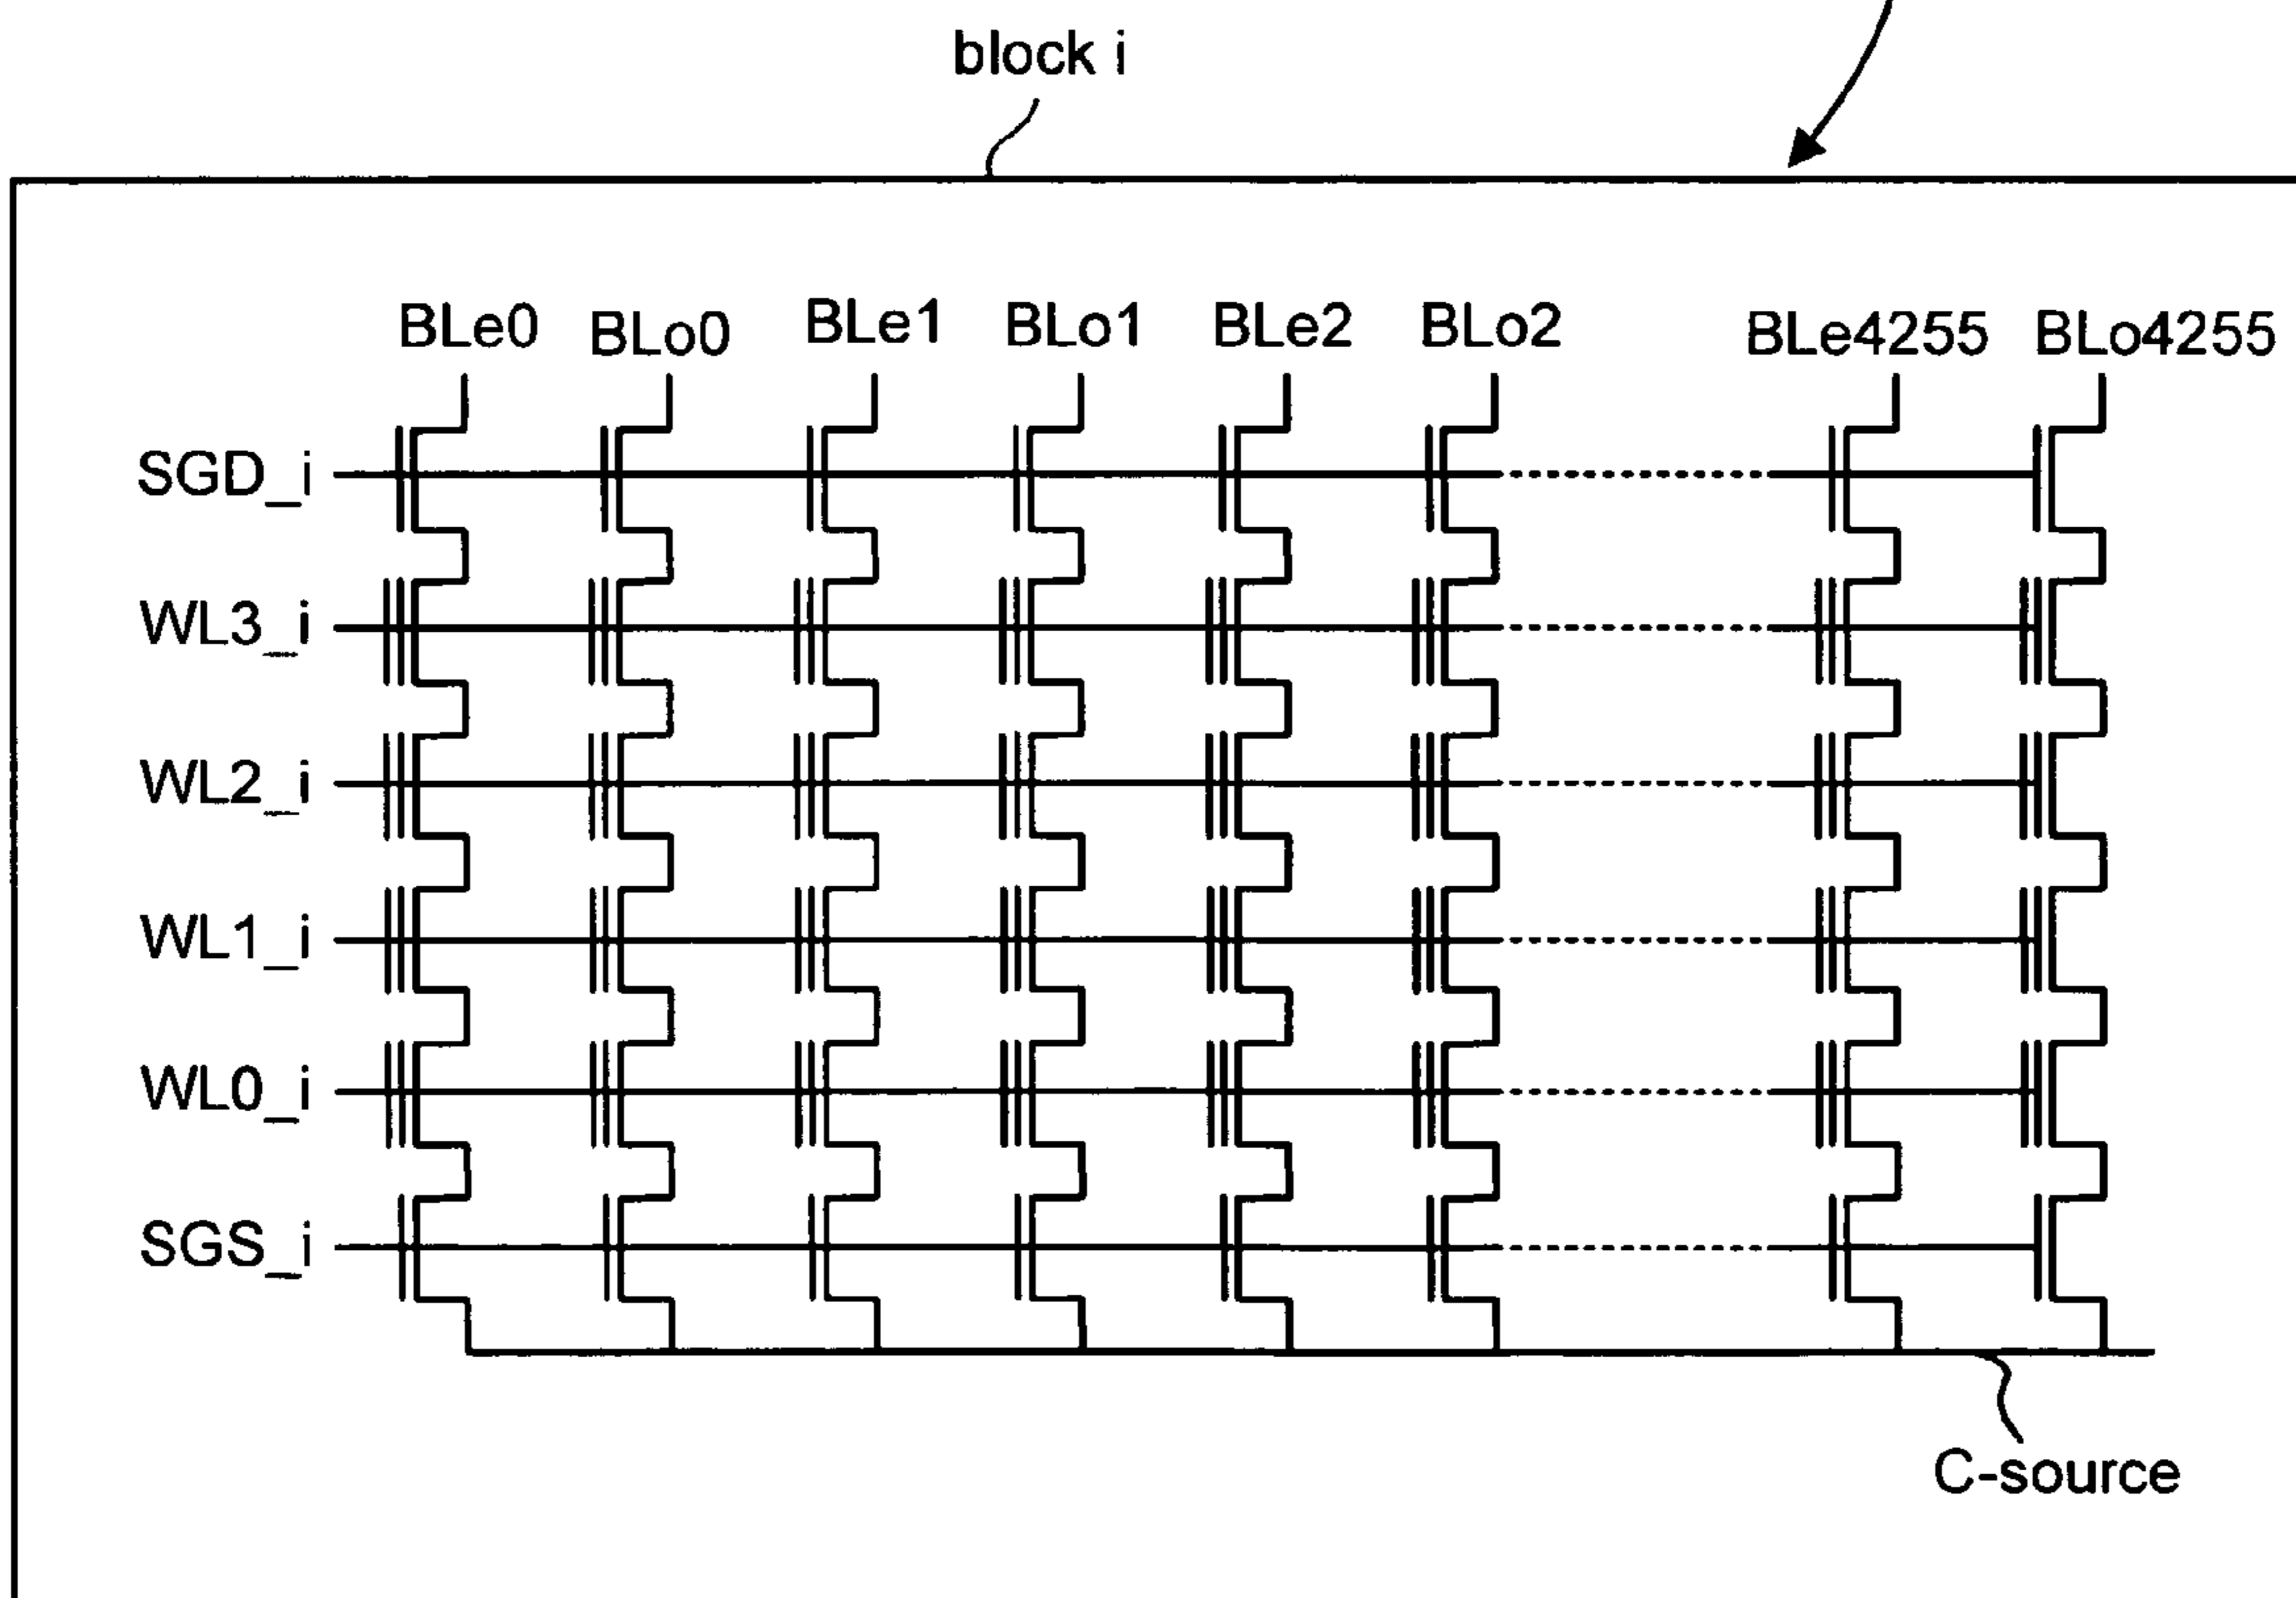 block i
BLe0 BLo0 BLe1 BLo1 BLe2 BLo2 BLe4255 BLo4255
SGD_i
WL3_i
WL2_i
WL1_i
WL0_i
SGS_i
C-source